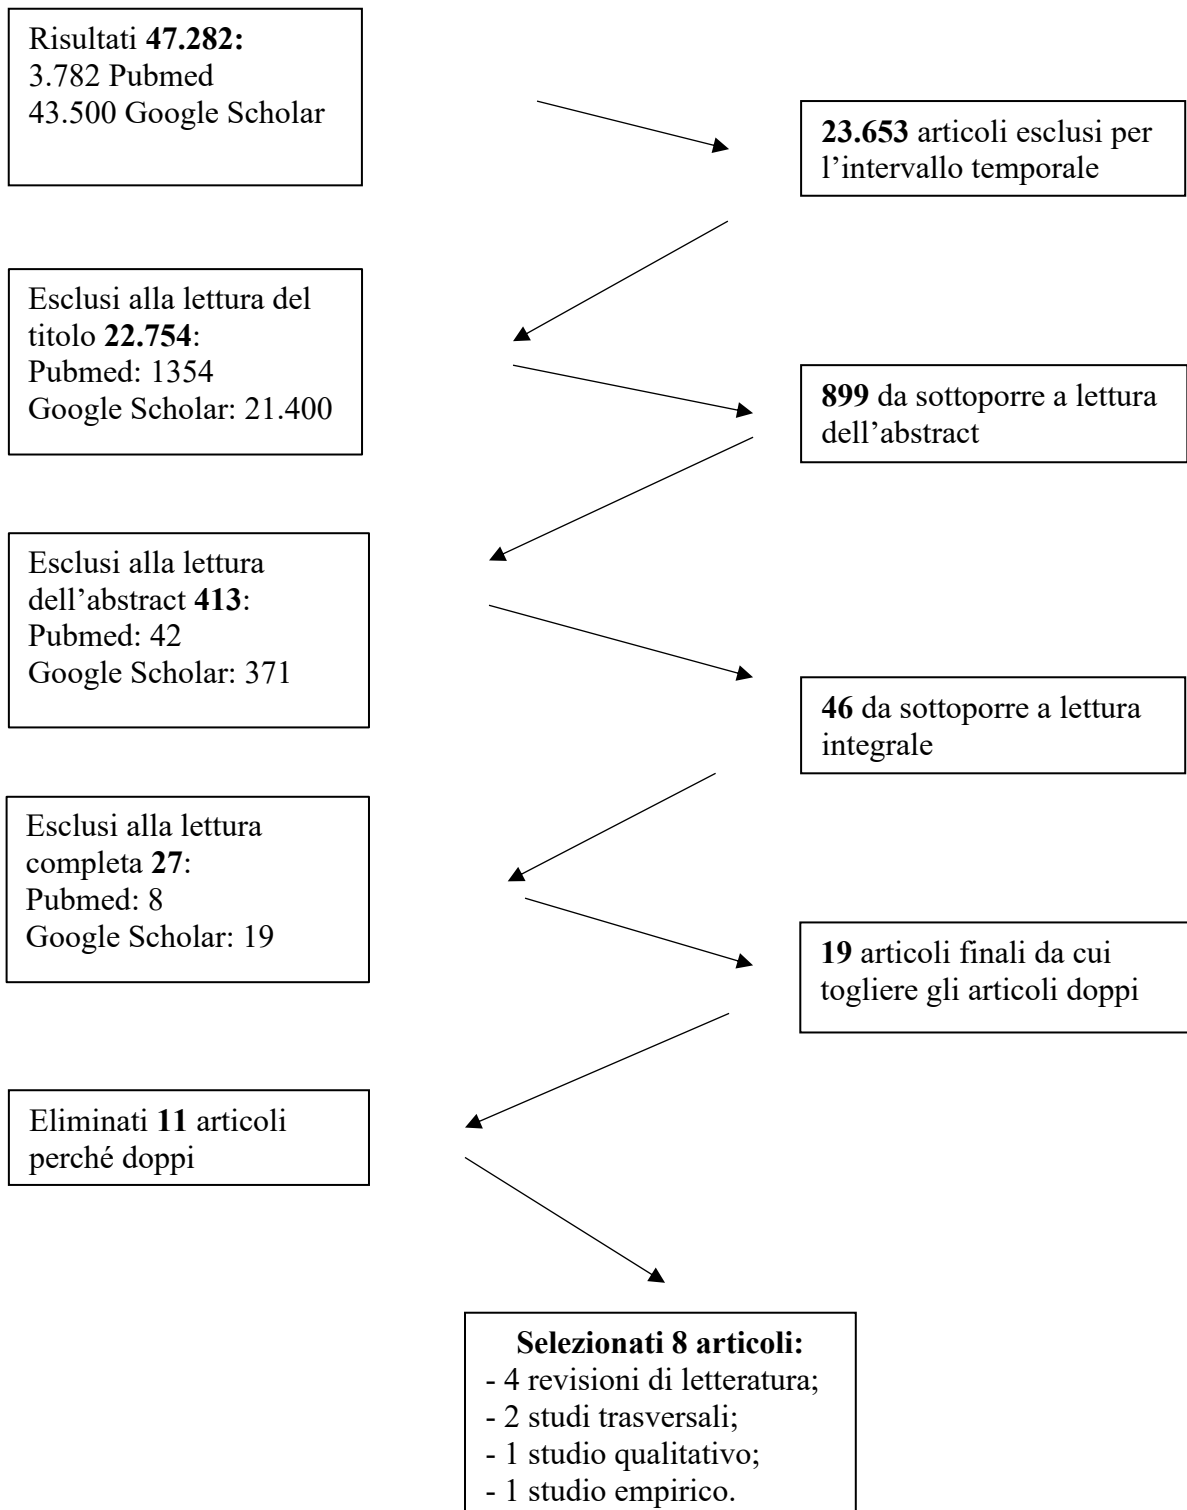 Risultati 47.282:
3.782 Pubmed
43.500 Google Scholar
23.653 articoli esclusi per
l’intervallo temporale
Esclusi alla lettura del
titolo 22.754:
Pubmed: 1354
Google Scholar: 21.400
899 da sottoporre a lettura
dell’abstract
Esclusi alla lettura
dell’abstract 413:
Pubmed: 42
Google Scholar: 371
46 da sottoporre a lettura
integrale
Esclusi alla lettura
completa 27:
Pubmed: 8
Google Scholar: 19
19 articoli finali da cui
togliere gli articoli doppi
Eliminati 11 articoli
perché doppi
Selezionati 8 articoli:
- 4 revisioni di letteratura;
- 2 studi trasversali;
- 1 studio qualitativo;
- 1 studio empirico.